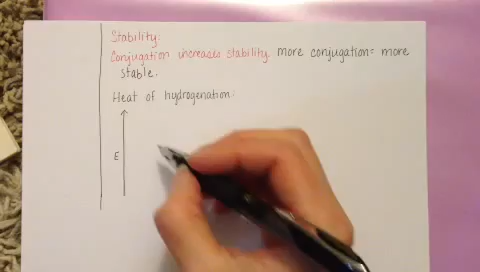 Stability:
Conjugation increases stability. more conjugation = more
stable.
Heat of hydrogenation:
E